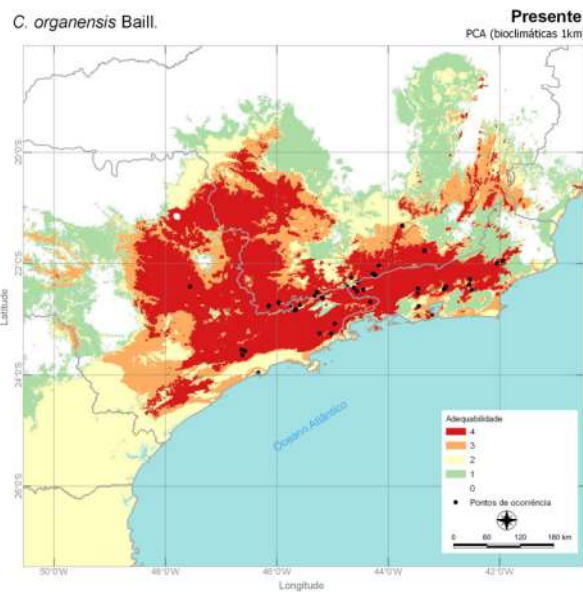 C. organensis Baill.
Presente
PCA (bioclimáticas 1km)
20°0'S
22°0'S
24°0'S
26°0'S
Latitude
Oceano Atlântico
Adequabilidade
4
3
2
1
0
Pontos de ocorrência
0 60 120 180 km
50°0'W 48°0'W 46°0'W 44°0'W 42°0'W
Longitude